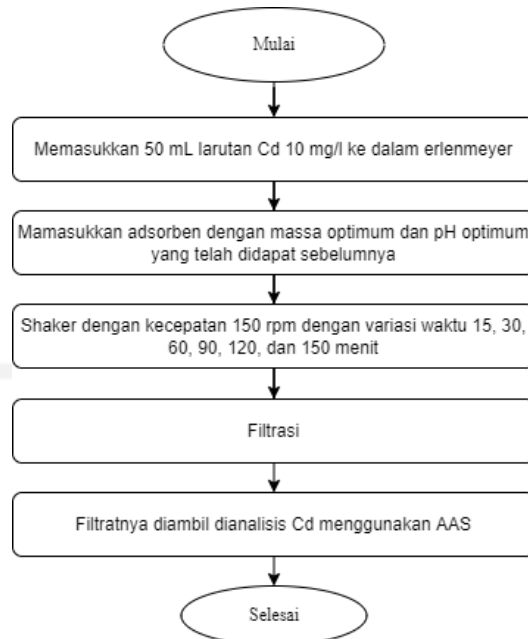 Mulai
Memasukkan 50 mL larutan Cd 10 mg/l ke dalam erlenmeyer
Mamasukkan adsorben dengan massa optimum dan pH optimum
yang telah didapat sebelumnya
Shaker dengan kecepatan 150 rpm dengan variasi waktu 15, 30,
60, 90, 120, dan 150 menit
Filtrasi
Filtratnya diambil dianalisis Cd menggunakan AAS
Selesai